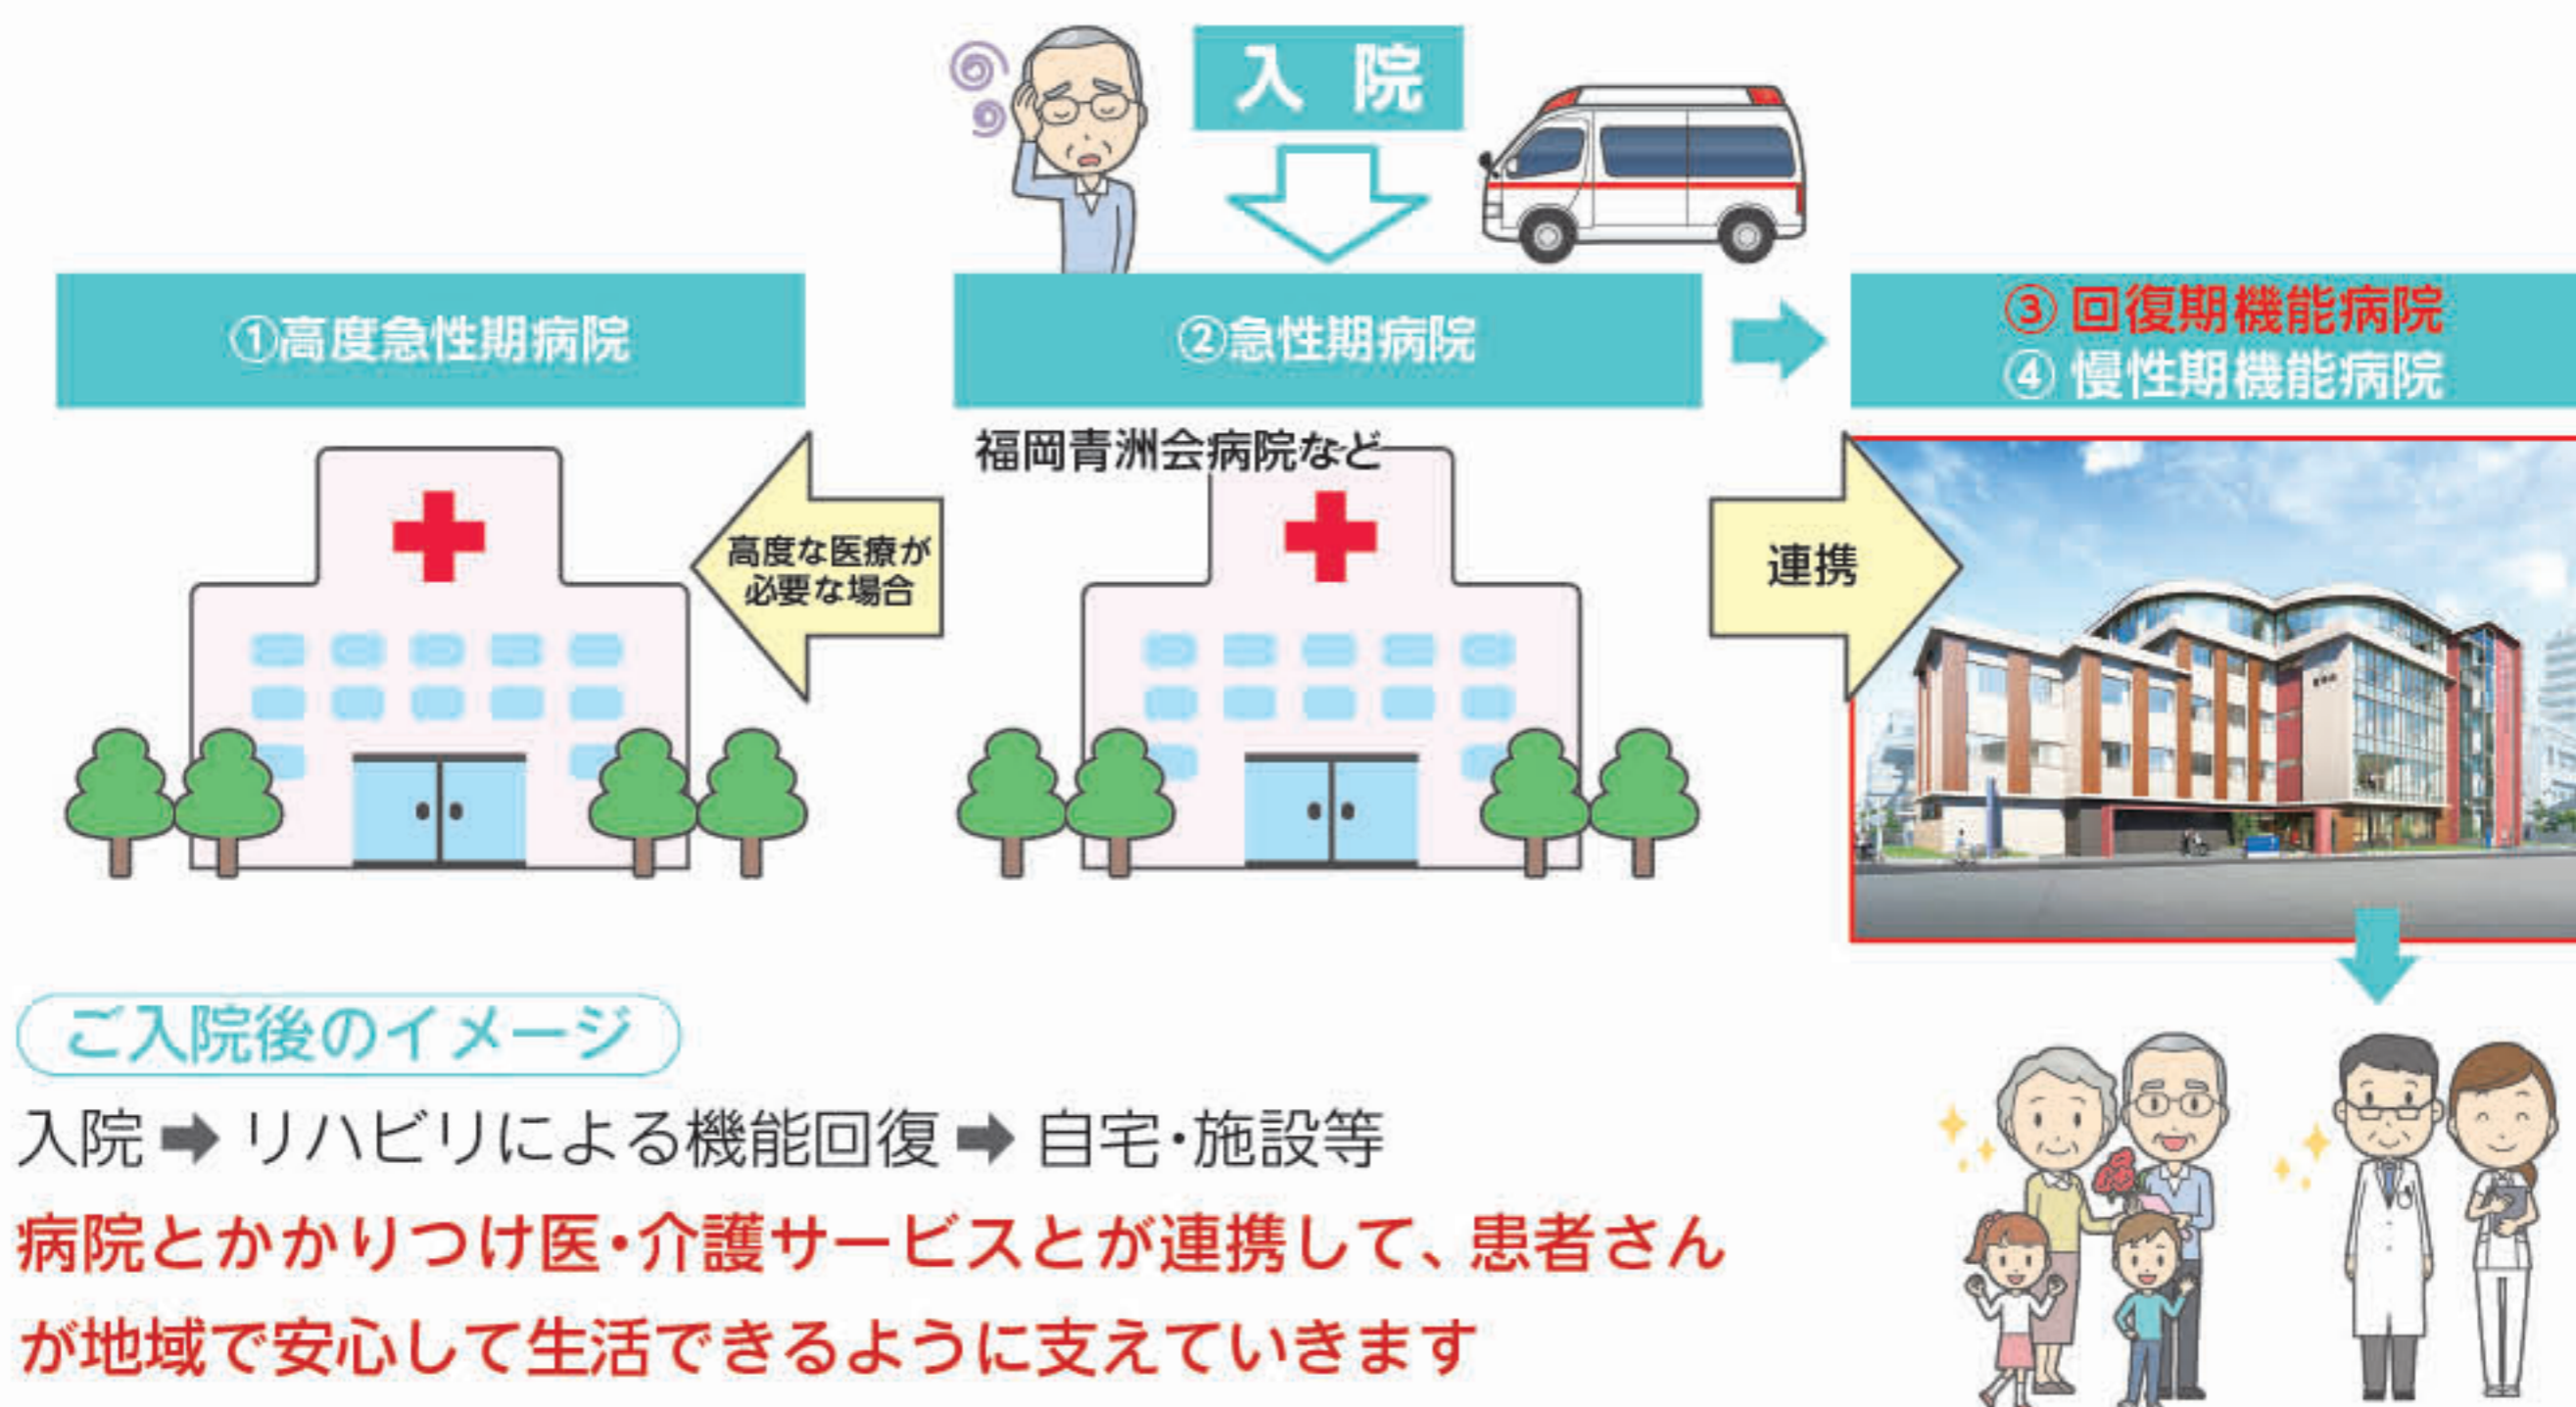 入 院
①高度急性期病院
②急性期病院
③ 回復期機能病院
④ 慢性期機能病院
福岡青洲会病院など
高度な医療が
必要な場合
連携
ご入院後のイメージ
入院➡リハビリによる機能回復➡自宅・施設等
病院とかかりつけ医・介護サービスとが連携して、患者さん
が地域で安心して生活できるように支えていきます